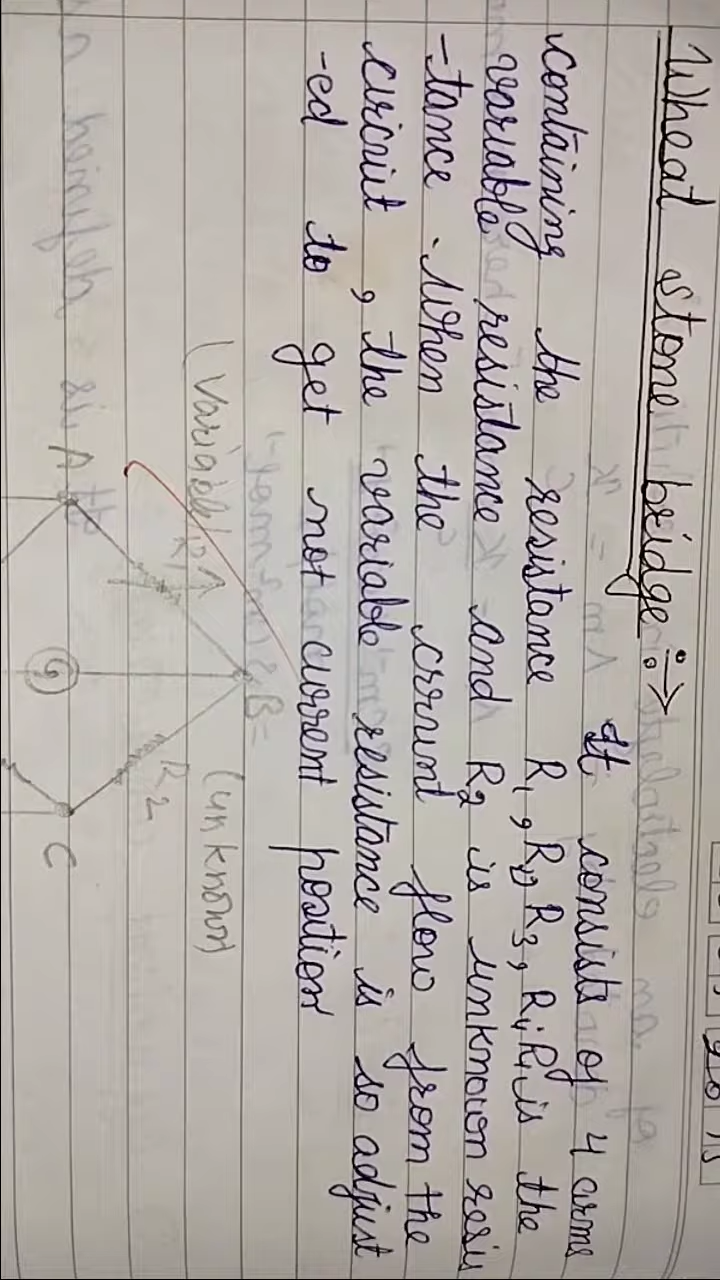 Wheat stone bridge :->
It consists of 4 arms
containing the resistance R1, R2, R3, R4. R1 is the
variable resistance and R2 is unknown resis
-tance. When the currunt flow from the
circuit, the variable resistance is so adjust
-ed to get not current position
B
(variable)
(unknown)
R1
R2
A
G
C